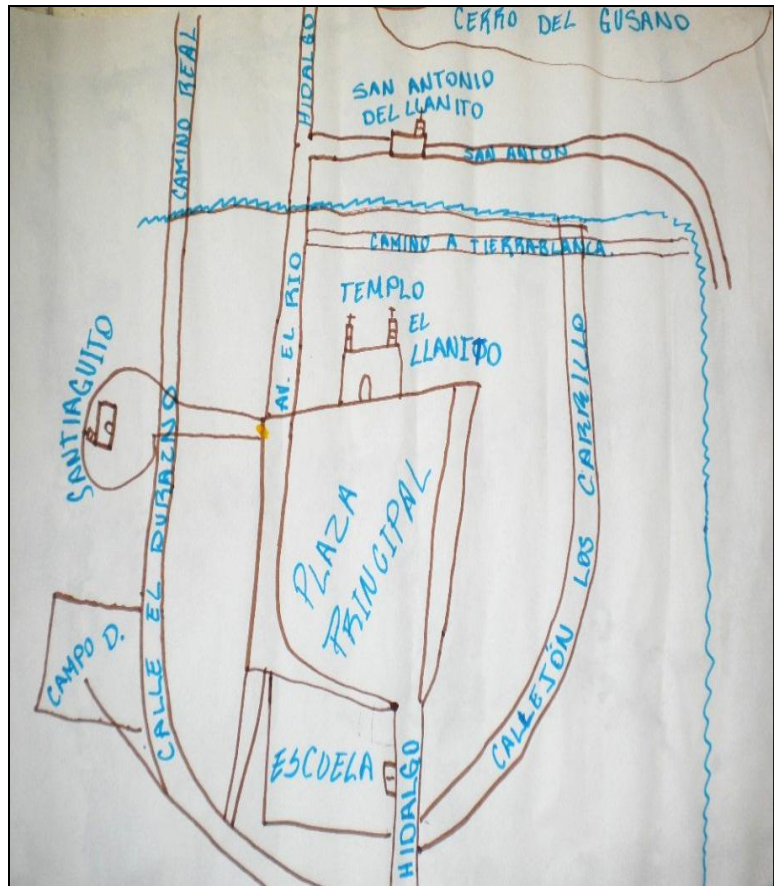 CERRO DEL GUSANO
CAMINO REAL
HIDALGO
SAN ANTONIO
DEL LLANITO
SAN ANTON
CAMINO A TIERRABLANCA.
AV. EL RIO
TEMPLO
EL
LLANITO
SANTIAGUITO
CALLE EL DURAZNO
PLAZA
PRINCIPAL
CALLEJÓN LOS CARRILLO
CAMPO D.
ESCUELA
HIDALGO